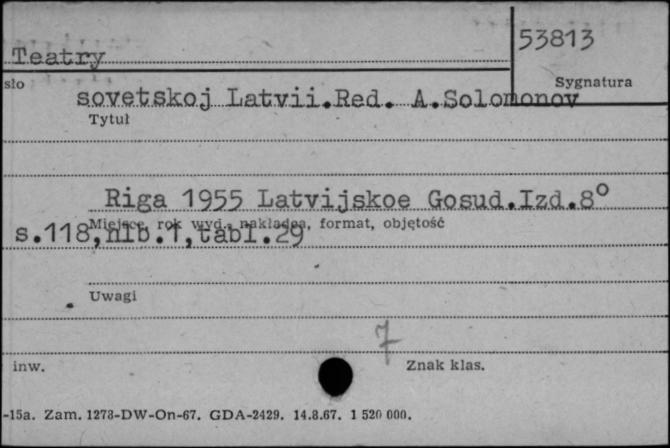 53813
Teatry
sło
Sygnatura
sovetskoj Latvii.Red. A.Solomonov
Tytuł
Riga 1955 Latvijskoe Gosud.Izd.8°
Miejsce, rok wyd., nakładca, format, objętość
s.118,nlb.1,tabl.29
Uwagi
7
inw.
Znak klas.
-15a. Zam. 1278-DW-On-67. GDA-2429. 14.8.67. 1 520 000.